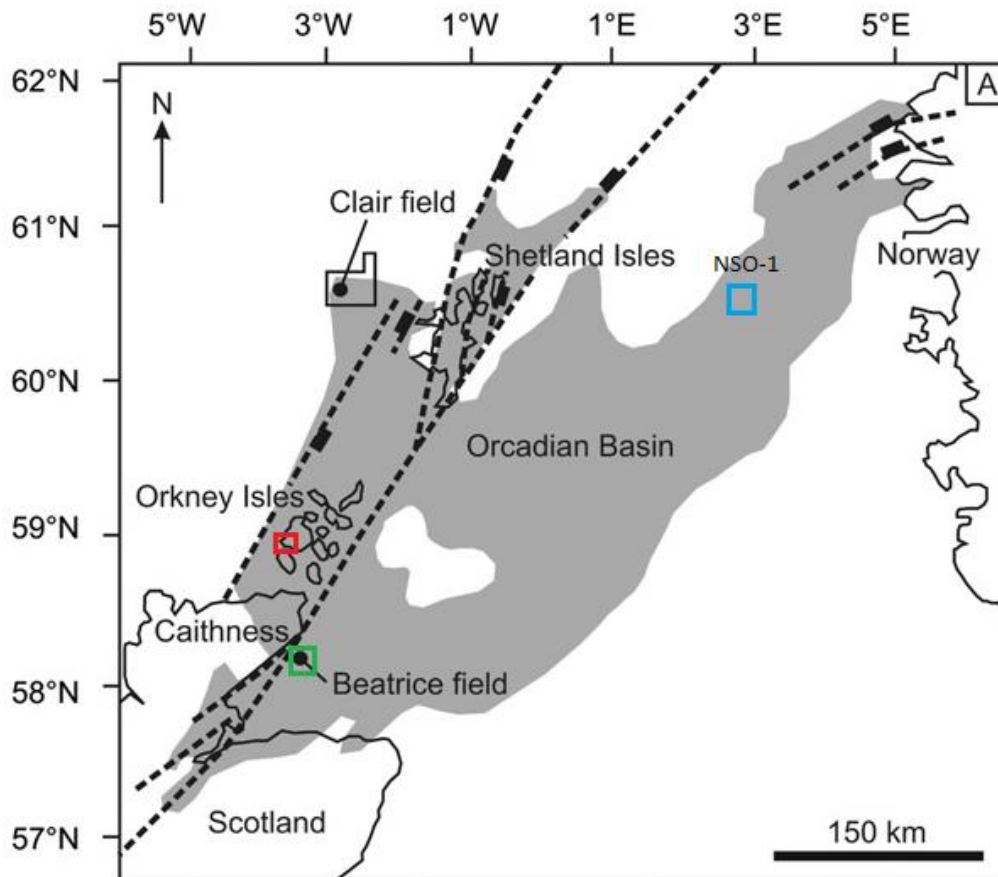 5°W 3°W 1°W 1°E 3°E 5°E
62°N
A
N
Clair field
61°N
Shetland Isles
NSO-1
Norway
60°N
Orcadian Basin
Orkney Isles
59°N
Caithness
Beatrice field
58°N
Scotland
150 km
57°N